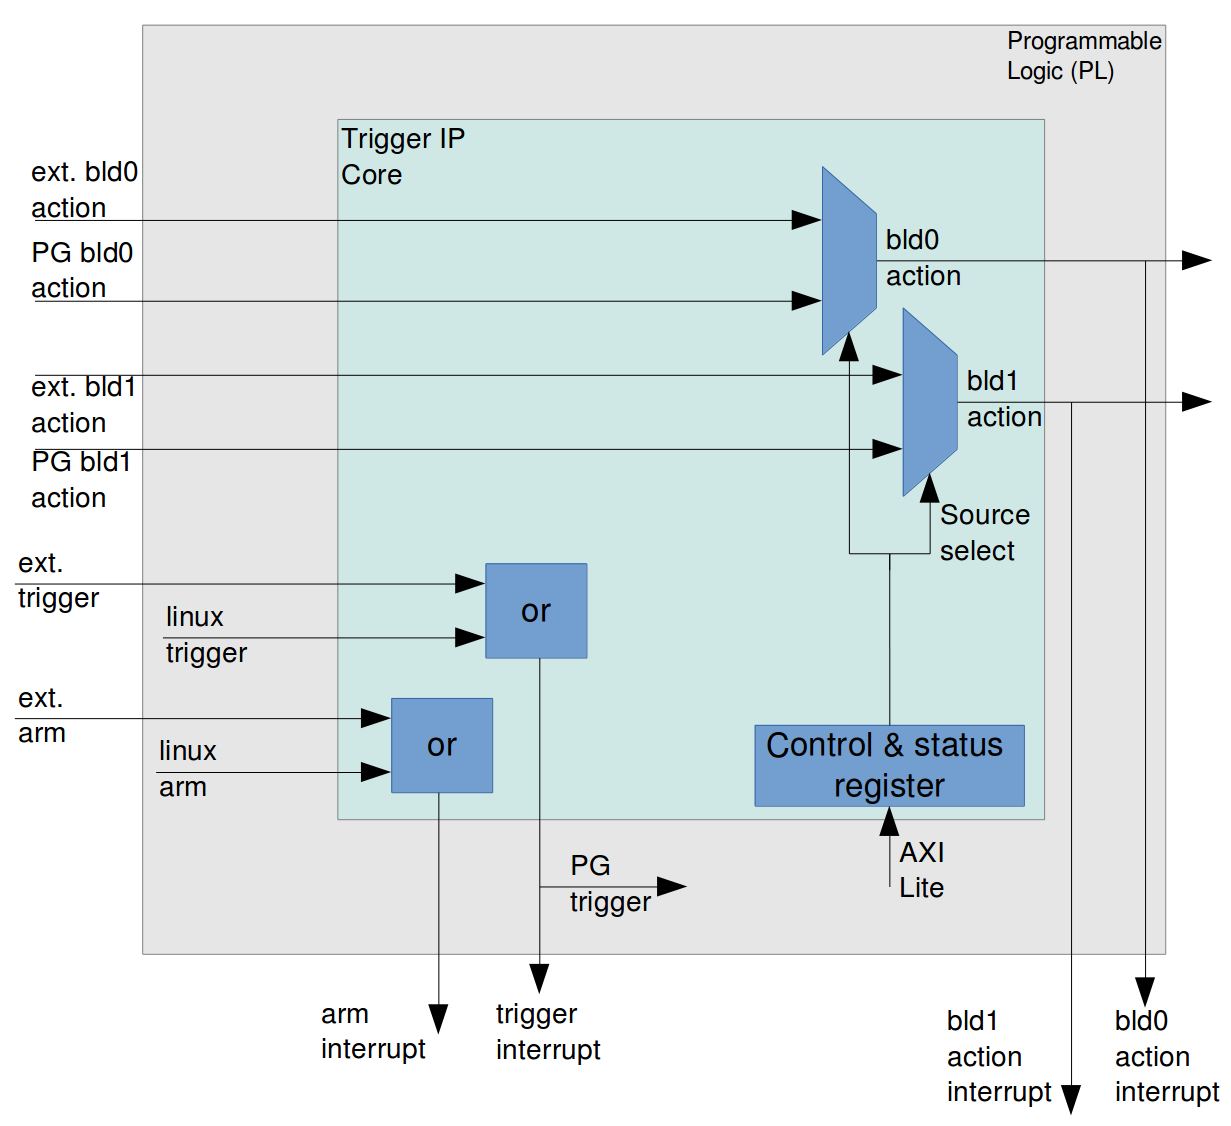 Programmable
Logic (PL)
Trigger IP
Core
ext. bld0
action
PG bld0
action
bld0
action
ext. bld1
action
PG bld1
action
bld1
action
Source
select
ext.
trigger
linux
trigger
or
ext.
arm
linux
arm
or
Control & status
register
AXI
Lite
PG
trigger
arm
interrupt
trigger
interrupt
bld1
action
interrupt
bld0
action
interrupt